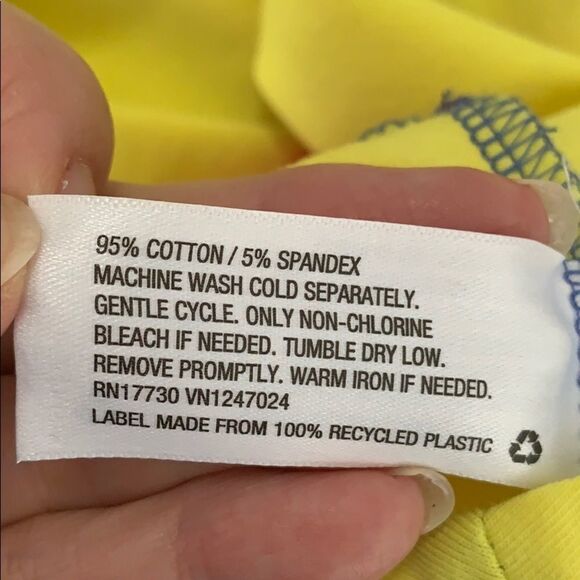 95% COTTON / 5% SPANDEX
MACHINE WASH COLD SEPARATELY.
GENTLE CYCLE. ONLY NON-CHLORINE
BLEACH IF NEEDED. TUMBLE DRY LOW.
REMOVE PROMPTLY. WARM IRON IF NEEDED.
RN17730 VN1247024
LABEL MADE FROM 100% RECYCLED PLASTIC